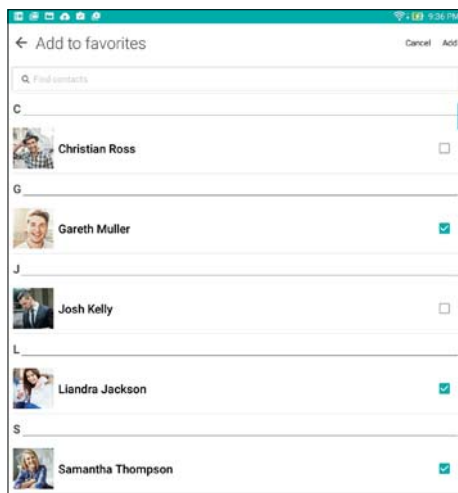 9:36 PM
Add to favorites
Cancel Add
Find contacts
C
Christian Ross
G
Gareth Muller
J
Josh Kelly
L
Liandra Jackson
S
Samantha Thompson